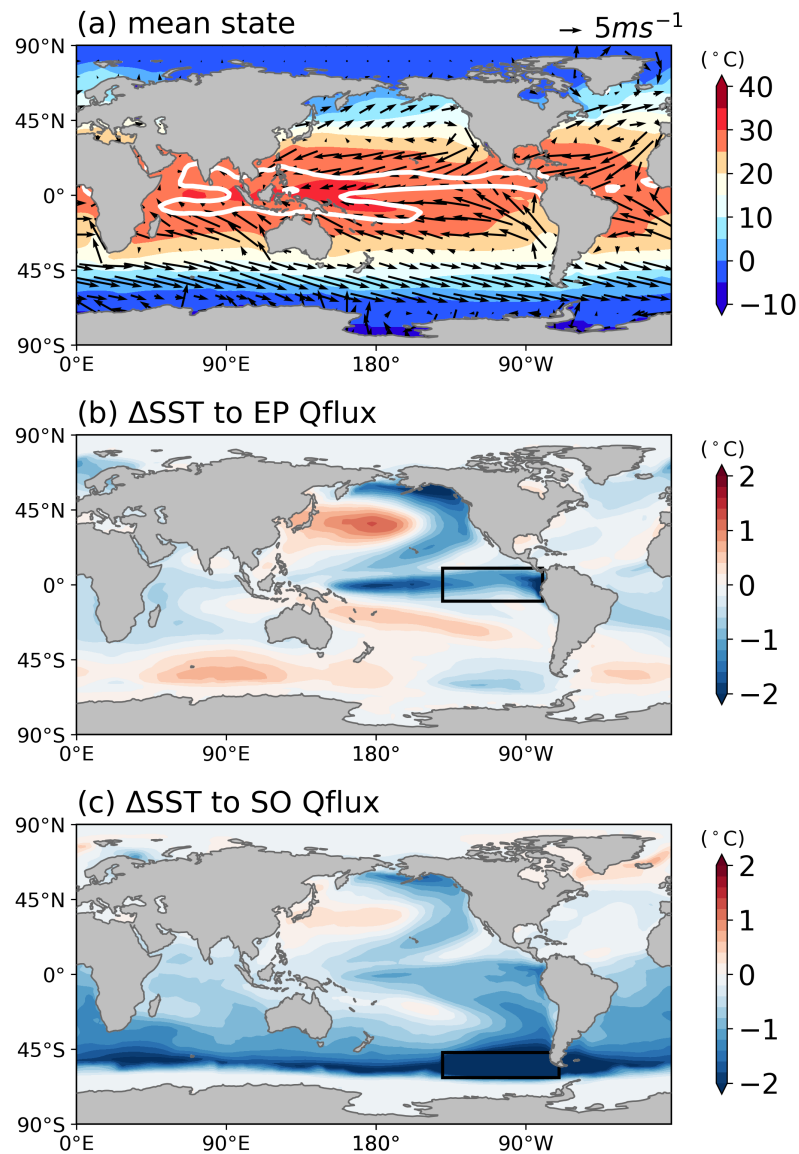 (a) mean state
5ms⁻¹
(°C)
90°N
45°N
0°
45°S
90°S
0°E
90°E
180°
90°W
40
30
20
10
0
−10
(b) ΔSST to EP Qflux
(°C)
90°N
45°N
0°
45°S
90°S
0°E
90°E
180°
90°W
2
1
0
−1
−2
(c) ΔSST to SO Qflux
(°C)
90°N
45°N
0°
45°S
90°S
0°E
90°E
180°
90°W
2
1
0
−1
−2